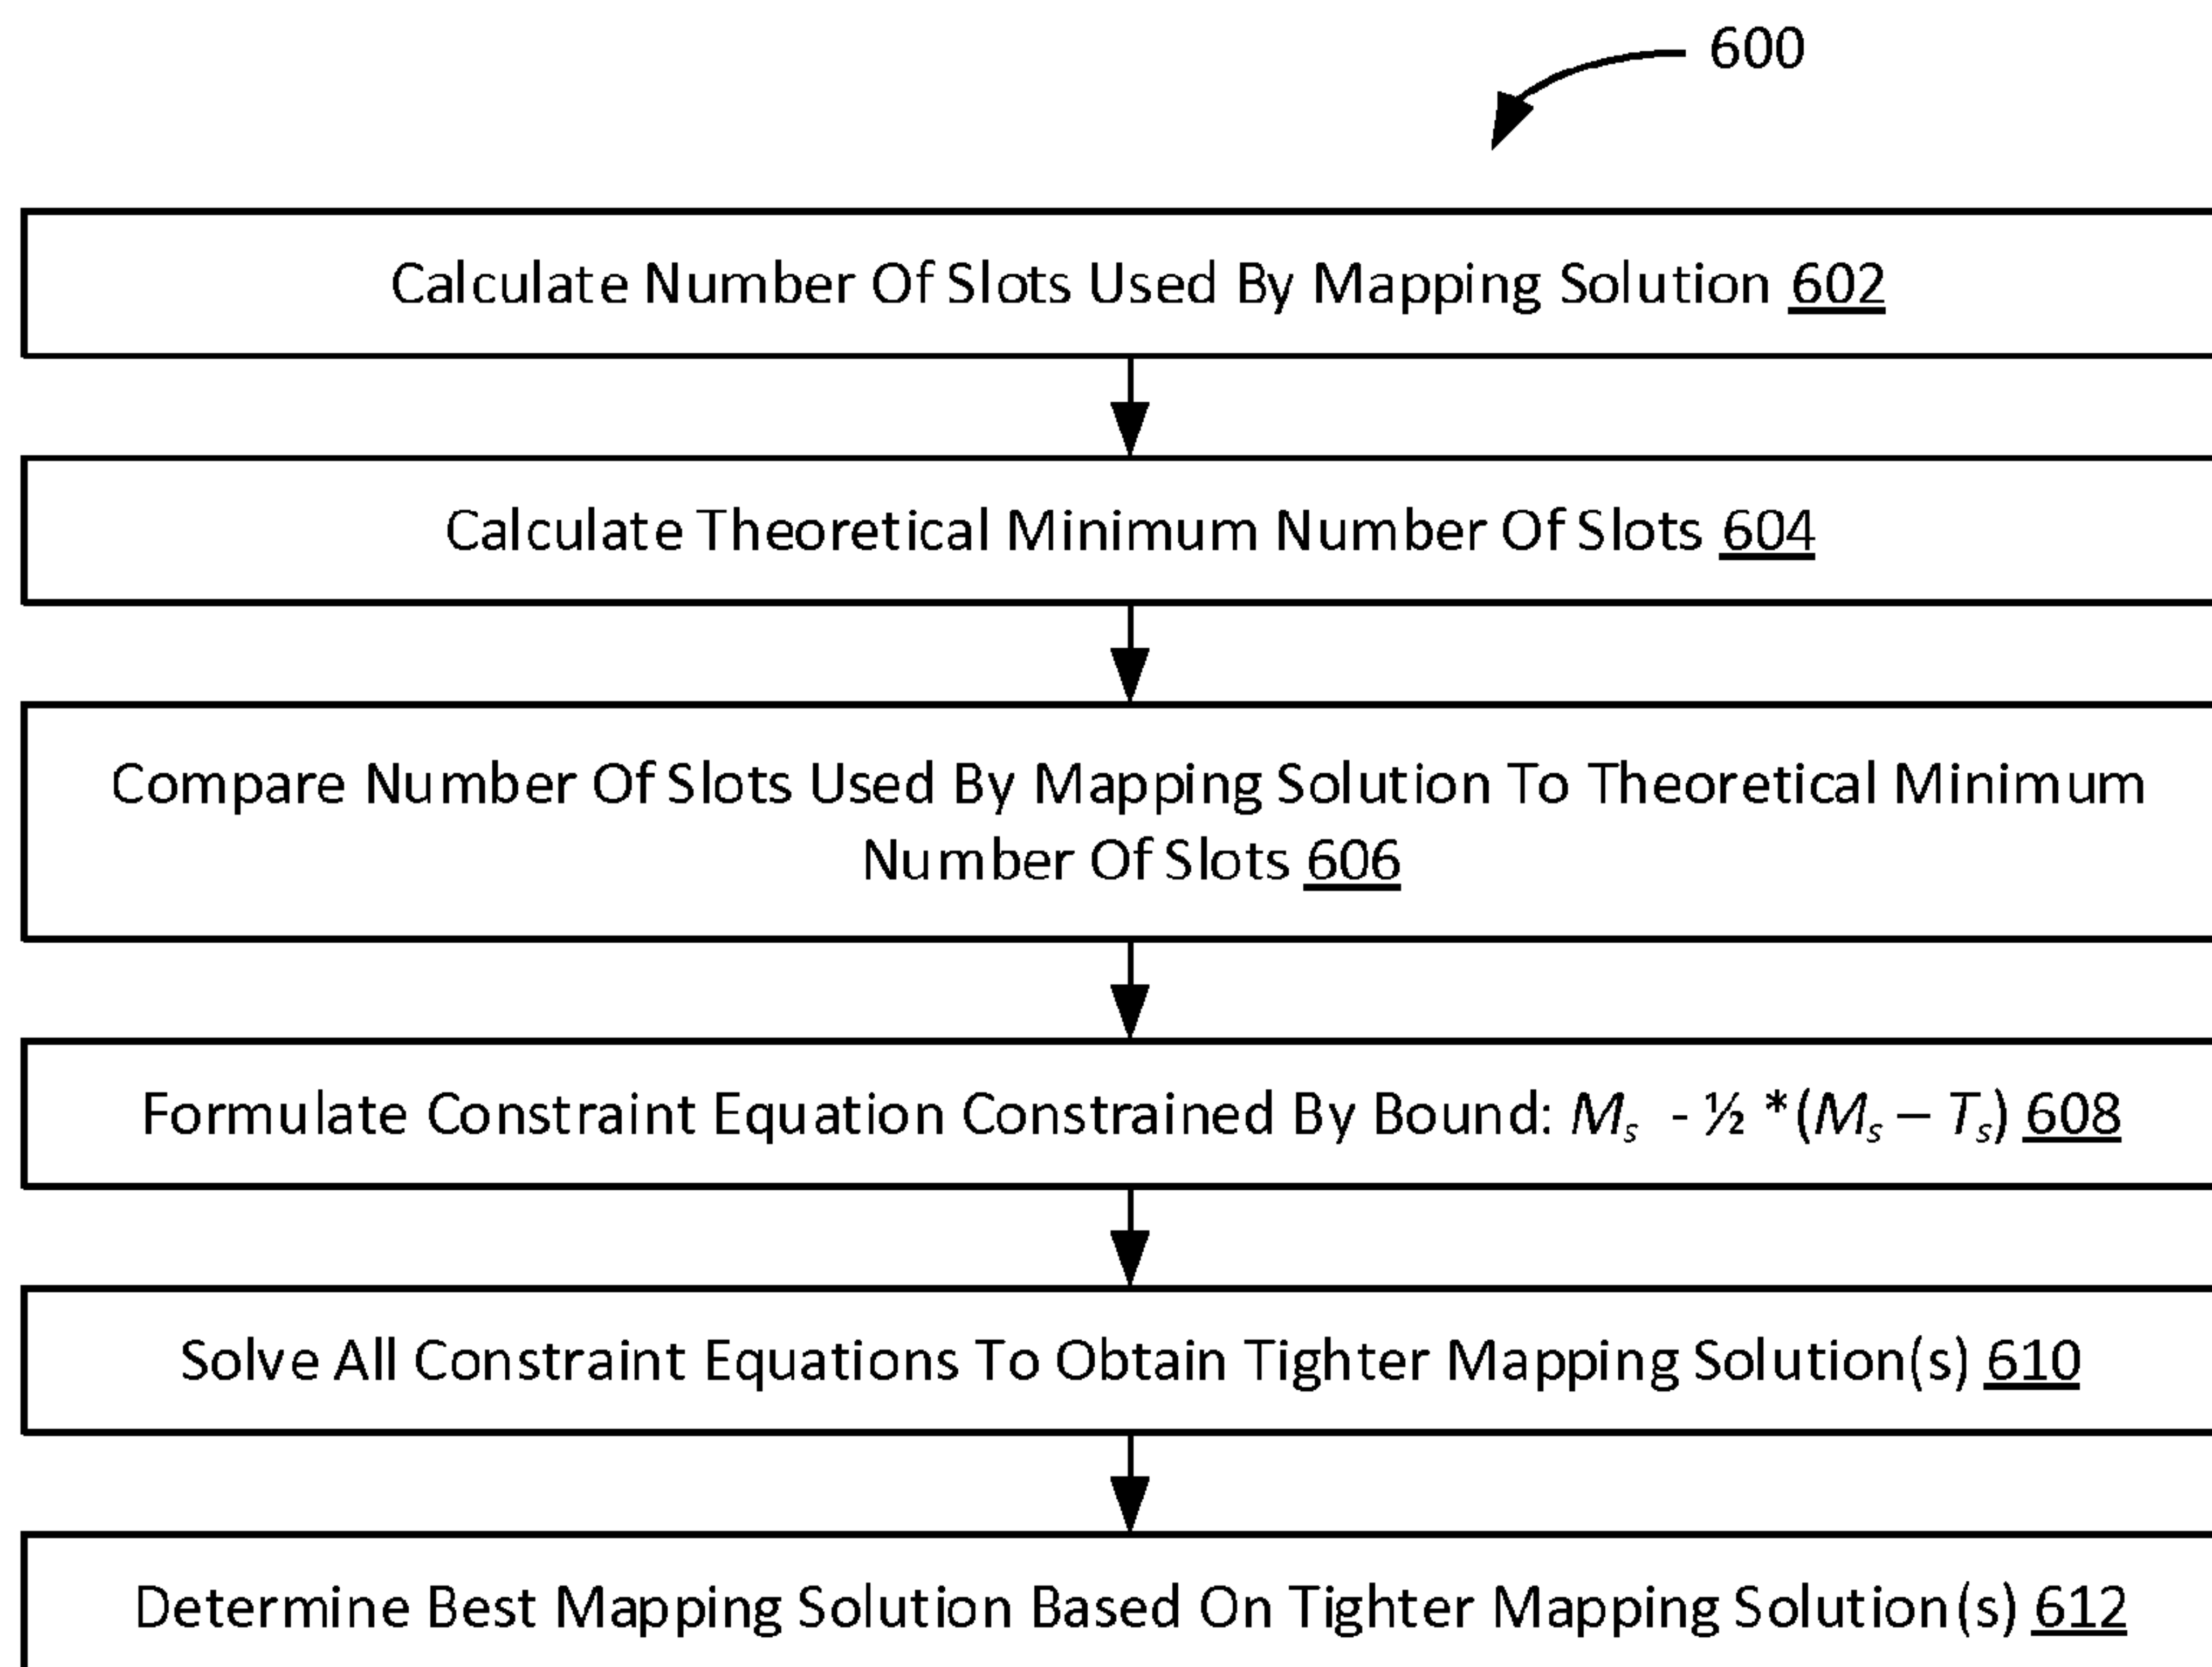 600
Calculate Number Of Slots Used By Mapping Solution 602
Calculate Theoretical Minimum Number Of Slots 604
Compare Number Of Slots Used By Mapping Solution To Theoretical Minimum
Number Of Slots 606
Formulate Constraint Equation Constrained By Bound: Mₛ - ½ *(Mₛ – Tₛ) 608
Solve All Constraint Equations To Obtain Tighter Mapping Solution(s) 610
Determine Best Mapping Solution Based On Tighter Mapping Solution(s) 612